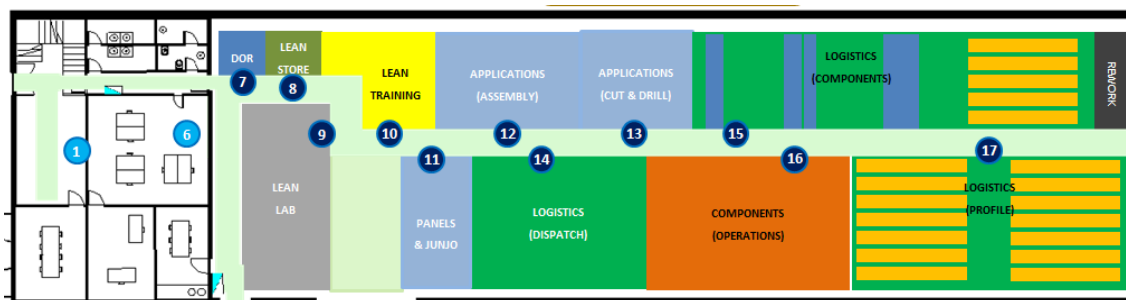 DOR
7
LEAN
STORE
8
LEAN
TRAINING
APPLICATIONS
(ASSEMBLY)
APPLICATIONS
(CUT & DRILL)
LOGISTICS
(COMPONENTS)
REWORK
1
6
9
10
12
13
15
11
14
16
17
LEAN
LAB
PANELS
& JUNJO
LOGISTICS
(DISPATCH)
COMPONENTS
(OPERATIONS)
LOGISTICS
(PROFILE)